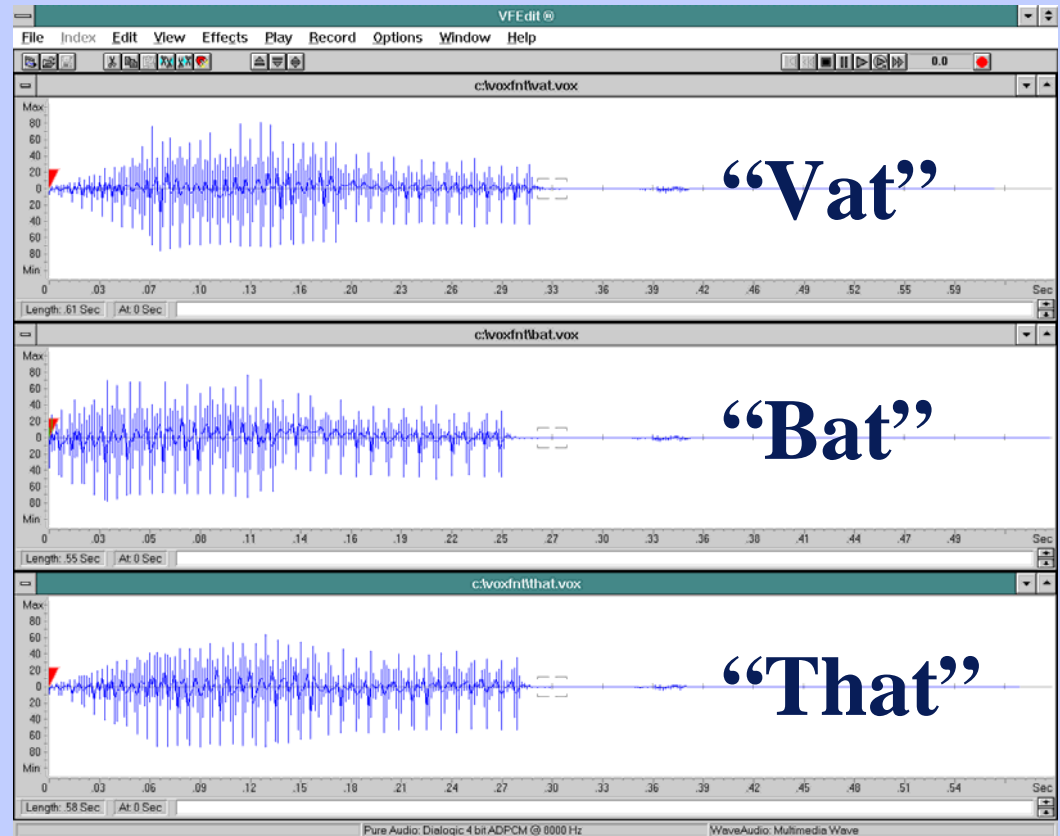 VFEdit ®
File Index Edit View Effects Play Record Options Window Help
0.0
c:\voxfnt\vat.vox
Max
80
60
40
20
0
20
40
60
80
Min
“Vat”
0 .03 .07 .10 .13 .16 .20 .23 .26 .29 .33 .36 .39 .42 .46 .49 .52 .55 .59 Sec
Length: .61 Sec At: 0 Sec
c:\voxfnt\bat.vox
Max
80
60
40
20
0
20
40
60
80
Min
“Bat”
0 .03 .05 .08 .11 .14 .16 .19 .22 .25 .27 .30 .33 .36 .38 .41 .44 .47 .49 Sec
Length: .55 Sec At: 0 Sec
c:\voxfnt\that.vox
Max
80
60
40
20
0
20
40
60
80
Min
“That”
0 .03 .06 .09 .12 .15 .18 .21 .24 .27 .30 .33 .36 .39 .42 .45 .48 .51 .54 Sec
Length: .58 Sec At: 0 Sec
Pure Audio: Dialogic 4 bit ADPCM @ 8000 Hz WaveAudio: Multimedia Wave